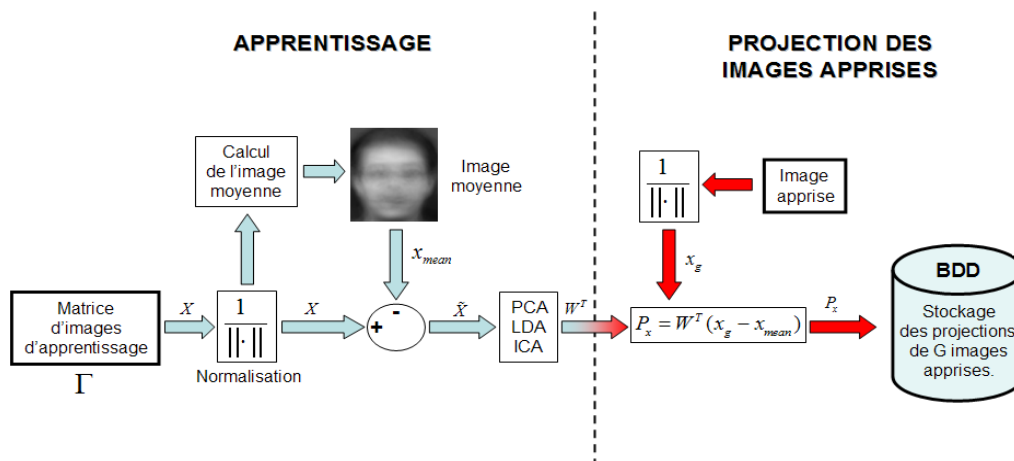 APPRENTISSAGE
PROJECTION DES
IMAGES APPRISES
Calcul
de l'image
moyenne
Image
moyenne
1
||·||
Image
apprise
x_mean
x_g
Matrice
d'images
d'apprentissage
Γ
X
1
||·||
Normalisation
X
+
-
X̃
PCA
LDA
ICA
W^T
P_x = W^T (x_g − x_mean)
P_x
BDD
Stockage
des projections
de G images
apprises.